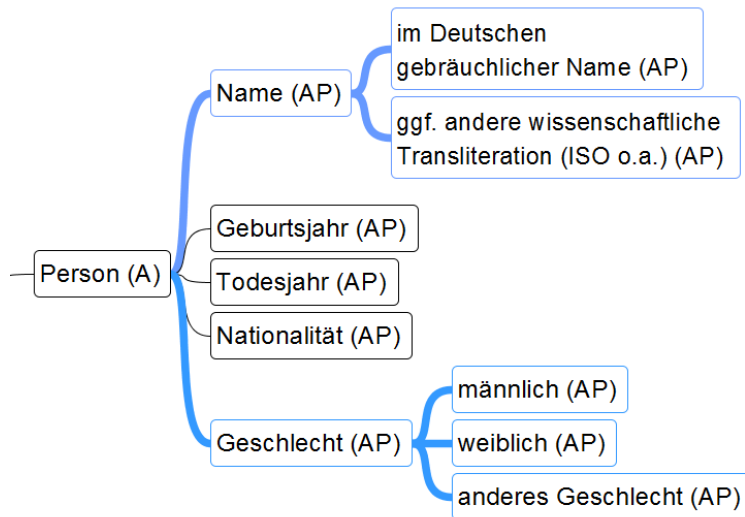 im Deutschen
gebräuchlicher Name (AP)
Name (AP)
ggf. andere wissenschaftliche
Transliteration (ISO o.a.) (AP)
Geburtsjahr (AP)
Person (A)
Todesjahr (AP)
Nationalität (AP)
männlich (AP)
Geschlecht (AP)
weiblich (AP)
anderes Geschlecht (AP)